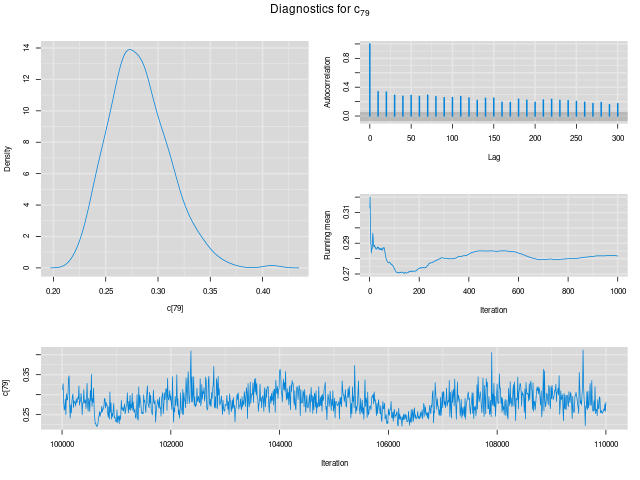 Diagnostics for c79
Density
0 2 4 6 8 10 12 14
0.20 0.25 0.30 0.35 0.40
c[79]
Autocorrelation
0.0 0.4 0.8
0 50 100 150 200 250 300
Lag
Running mean
0.27 0.29 0.31
0 200 400 600 800 1000
Iteration
c[79]
0.25 0.35
100000 102000 104000 106000 108000 110000
Iteration